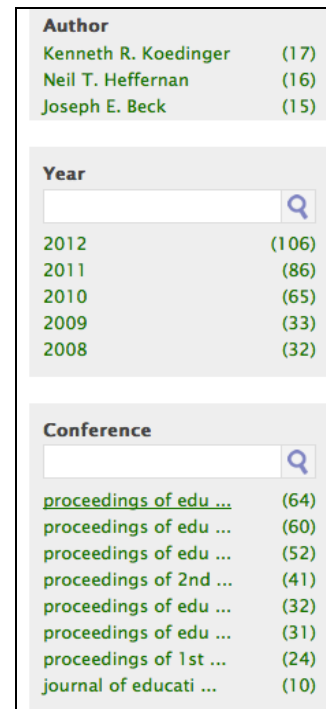 Author
Kenneth R. Koedinger (17)
Neil T. Heffernan (16)
Joseph E. Beck (15)
Year
2012 (106)
2011 (86)
2010 (65)
2009 (33)
2008 (32)
Conference
proceedings of edu ... (64)
proceedings of edu ... (60)
proceedings of edu ... (52)
proceedings of 2nd ... (41)
proceedings of edu ... (32)
proceedings of edu ... (31)
proceedings of 1st ... (24)
journal of educati ... (10)